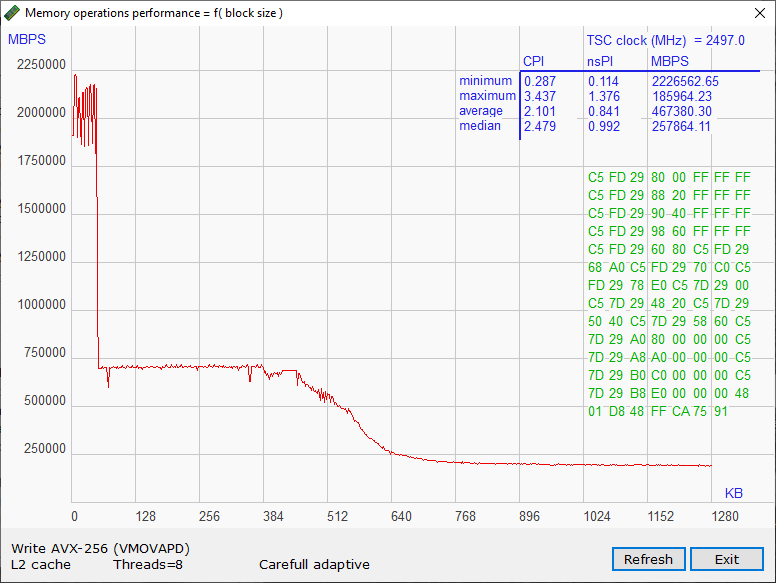 Memory operations performance = f( block size )
MBPS
TSC clock (MHz) = 2497.0
CPI nsPI MBPS
minimum 0.287 0.114 2226562.65
maximum 3.437 1.376 185964.23
average 2.101 0.841 467380.30
median 2.479 0.992 257864.11
2250000
2000000
1750000
1500000
1250000
1000000
750000
500000
250000
C5 FD 29 80 00 FF FF FF
C5 FD 29 88 20 FF FF FF
C5 FD 29 90 40 FF FF FF
C5 FD 29 98 60 FF FF FF
C5 FD 29 60 80 C5 FD 29
68 A0 C5 FD 29 70 C0 C5
FD 29 78 E0 C5 7D 29 00
C5 7D 29 48 20 C5 7D 29
50 40 C5 7D 29 58 60 C5
7D 29 A0 80 00 00 00 C5
7D 29 A8 A0 00 00 00 C5
7D 29 B0 C0 00 00 00 C5
7D 29 B8 E0 00 00 00 48
01 D8 48 FF CA 75 91
KB
0 128 256 384 512 640 768 896 1024 1152 1280
Write AVX-256 (VMOVAPD)
L2 cache Threads=8 Carefull adaptive
Refresh Exit